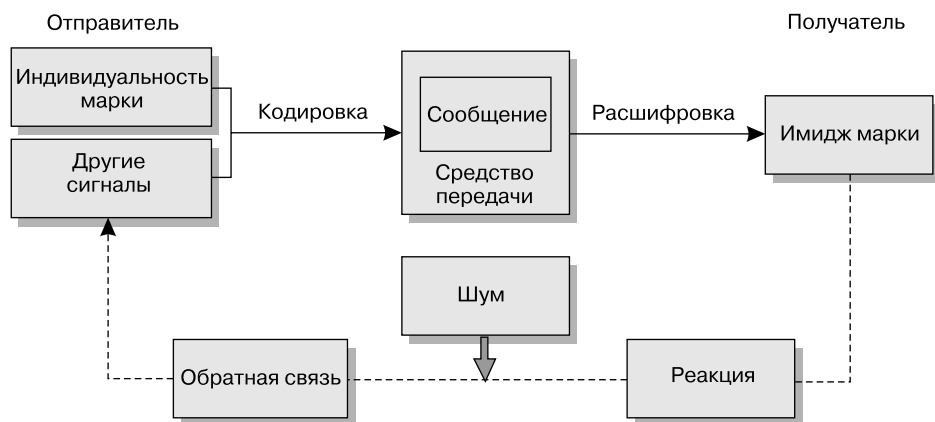 Отправитель
Получатель
Индивидуальность
марки
Кодировка
Сообщение
Расшифровка
Имидж марки
Другие
сигналы
Средство
передачи
Шум
Обратная связь
Реакция